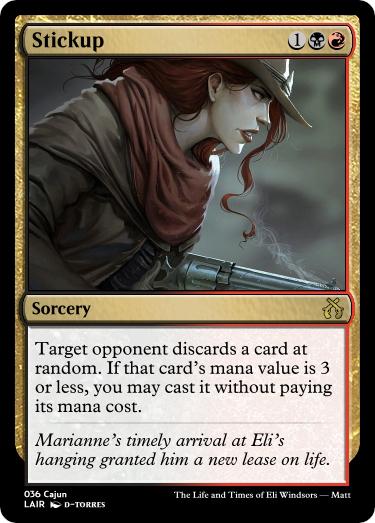 Stickup 1
Sorcery
Target opponent discards a card at
random. If that card's mana value is 3
or less, you may cast it without paying
its mana cost.
Marianne's timely arrival at Eli's
hanging granted him a new lease on life.
036 Cajun
LAIR D-TORRES
The Life and Times of Eli Windsors — Matt